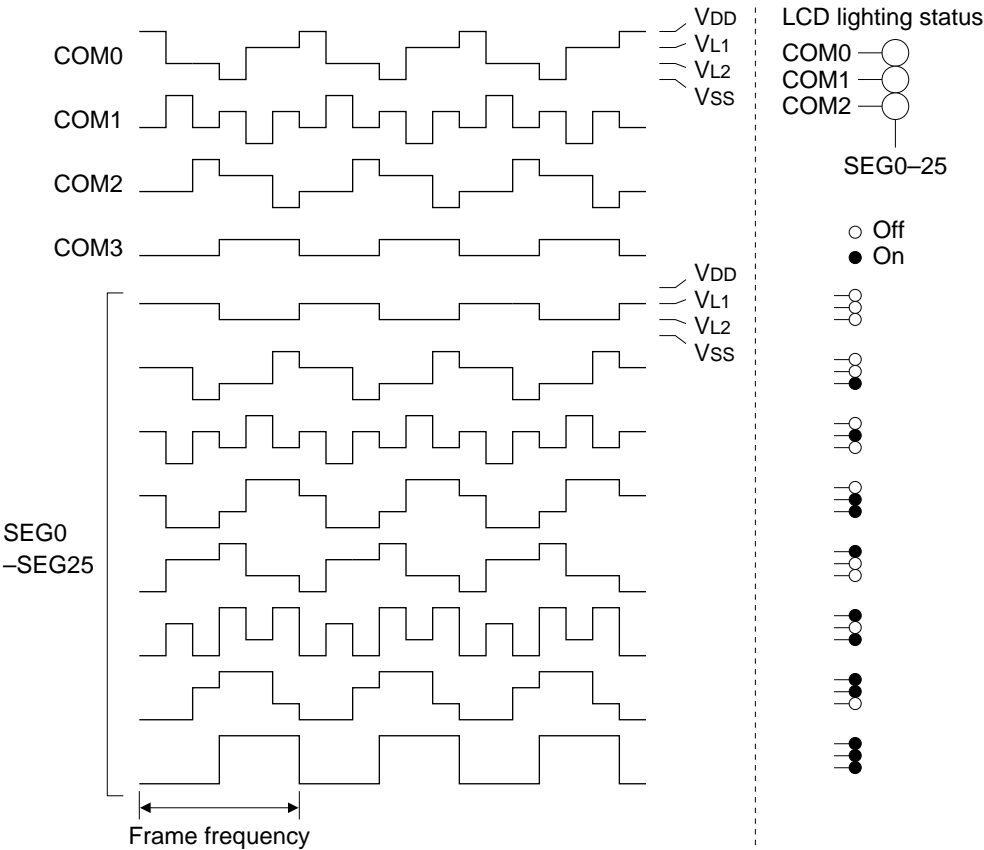 COM0
VDD
VL1
VL2
VSS
COM1
COM2
COM3
VDD
VL1
VL2
VSS
SEG0
–SEG25
Frame frequency
LCD lighting status
COM0
COM1
COM2
SEG0–25
Off
On